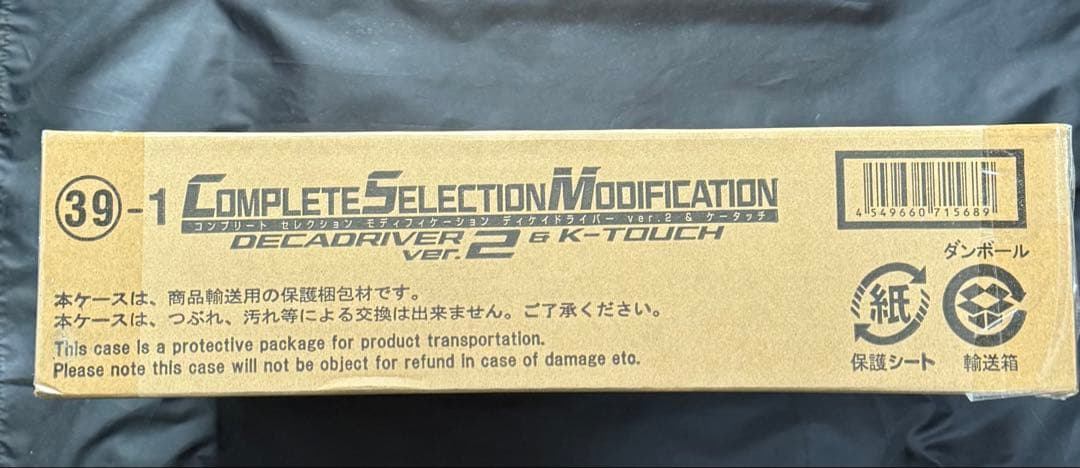 39-1 COMPLETE SELECTION MODIFICATION
コンプリート セレクション モディフィケーション ディケイドライバー ver.2 & ケータッチ
DECADRIVER ver.2 & K-TOUCH
4 549660 715689
本ケースは、商品輸送用の保護梱包材です。
本ケースは、つぶれ、汚れ等による交換は出来ません。ご了承ください。
This case is a protective package for product transportation.
Please note this case will not be object for refund in case of damage etc.
ダンボール
紙
保護シート
輸送箱